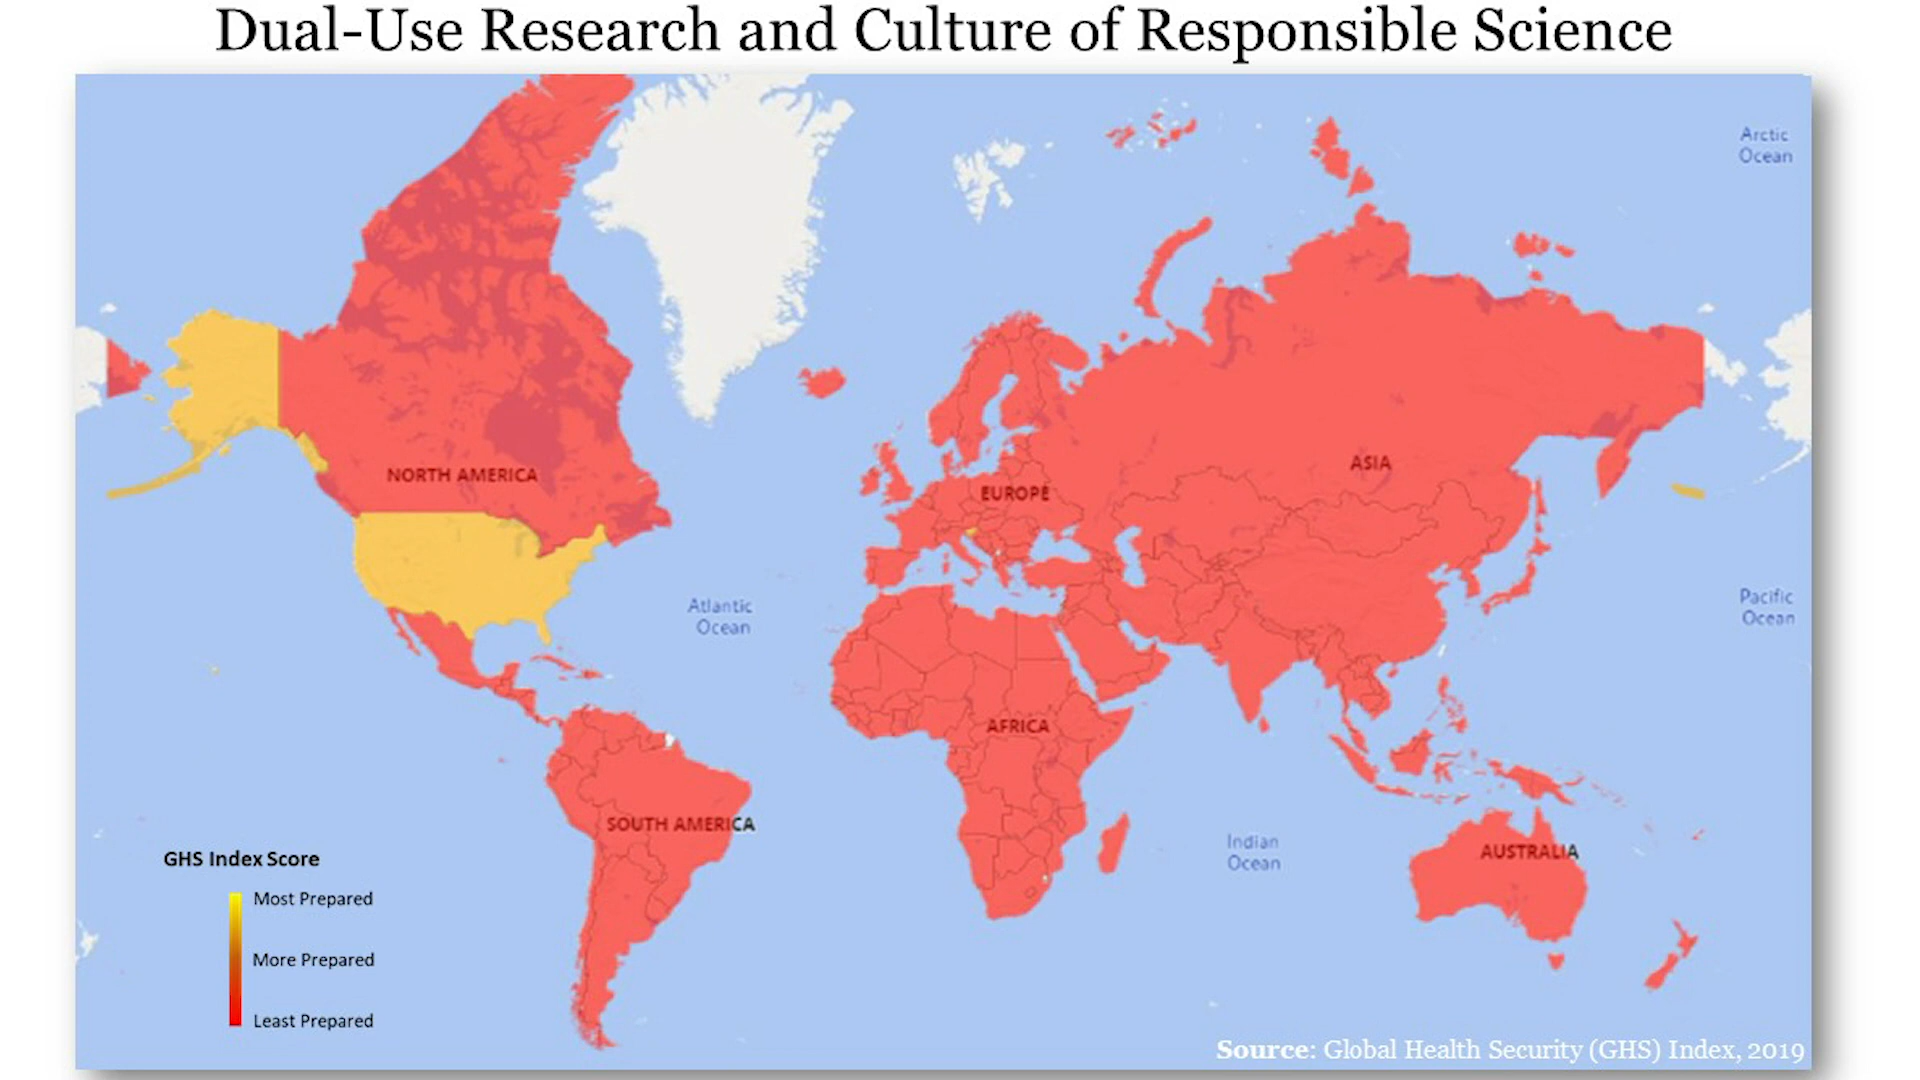 Dual-Use Research and Culture of Responsible Science
Arctic
Ocean
NORTH AMERICA
ASIA
EUROPE
Atlantic
Ocean
Pacific
Ocean
AFRICA
SOUTH AMERICA
Indian
Ocean
AUSTRALIA
GHS Index Score
Most Prepared
More Prepared
Least Prepared
Source: Global Health Security (GHS) Index, 2019